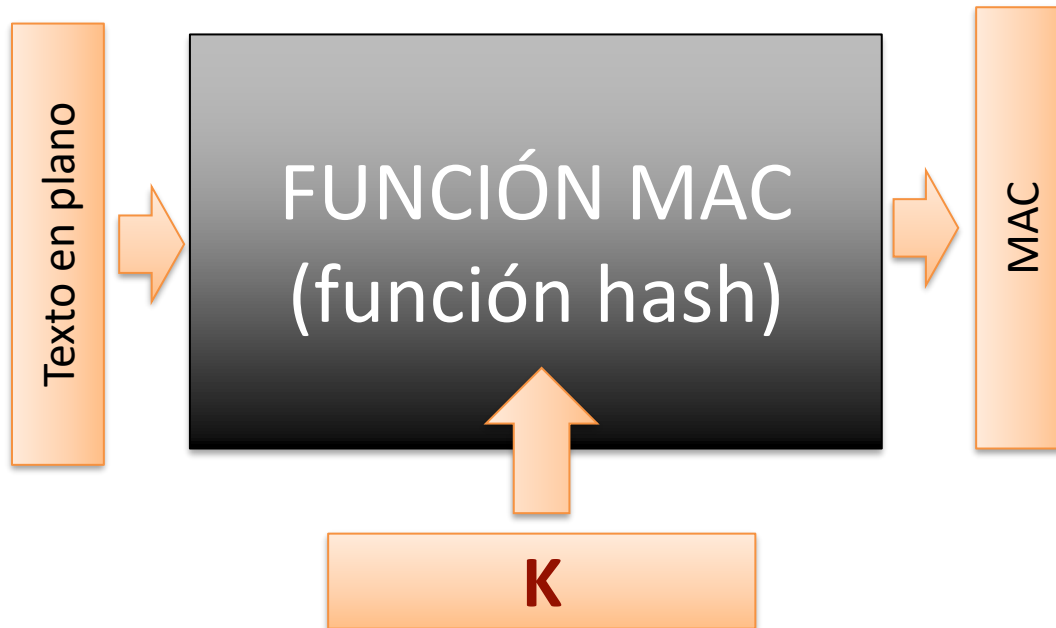 Texto en plano
FUNCIÓN MAC
(función hash)
MAC
K